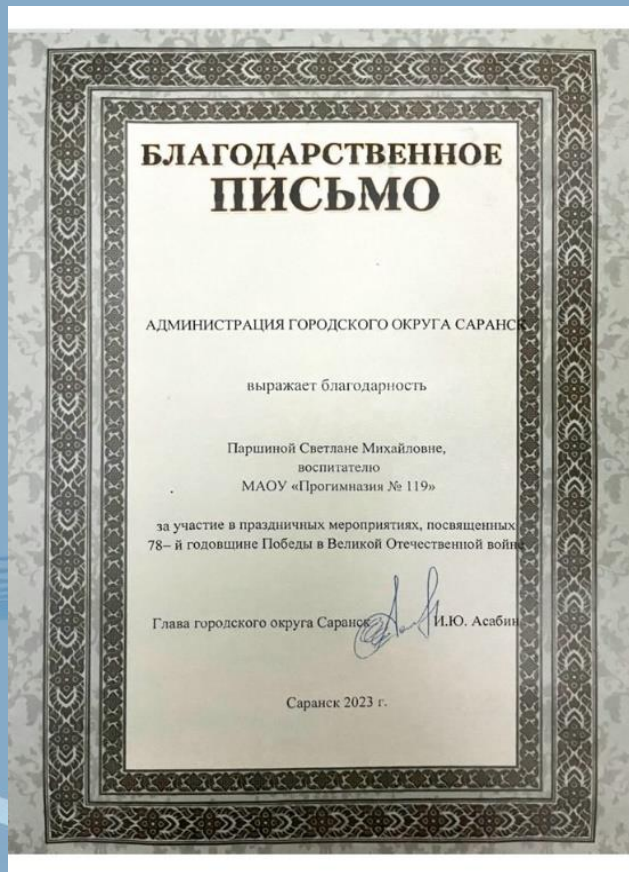 БЛАГОДАРСТВЕННОЕ
ПИСЬМО
АДМИНИСТРАЦИЯ ГОРОДСКОГО ОКРУГА САРАНСК
выражает благодарность
Паршиной Светлане Михайловне,
воспитателю
МАОУ «Прогимназия № 119»
за участие в праздничных мероприятиях, посвященных
78– й годовщине Победы в Великой Отечественной войне
Глава городского округа Саранск И.Ю. Асабин
Саранск 2023 г.